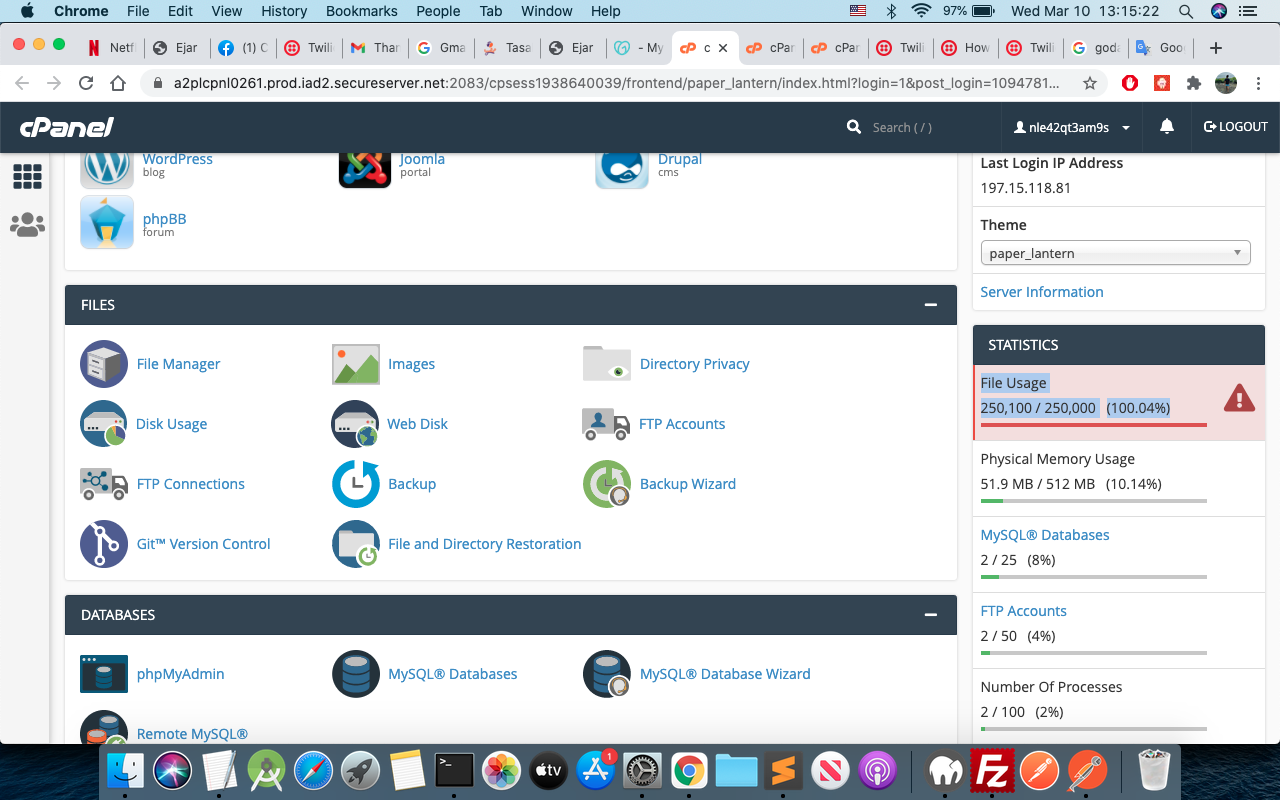 Chrome File Edit View History Bookmarks People Tab Window Help 97% Wed Mar 10 13:15:22
Netf Ejar (1) C Twili Thar Gma Tasa Ejar - My c cPar cPar Twili How Twili goda Goo
a2plcpnl0261.prod.iad2.secureserver.net:2083/cpsess1938640039/frontend/paper_lantern/index.html?login=1&post_login=1094781...
cPanel Search ( / ) nle42qt3am9s LOGOUT
WordPress
blog
Joomla
portal
Drupal
cms
phpBB
forum
FILES
File Manager Images Directory Privacy
Disk Usage Web Disk FTP Accounts
FTP Connections Backup Backup Wizard
Git™ Version Control File and Directory Restoration
DATABASES
phpMyAdmin MySQL® Databases MySQL® Database Wizard
Remote MySQL®
Last Login IP Address
197.15.118.81
Theme
paper_lantern
Server Information
STATISTICS
File Usage
250,100 / 250,000 (100.04%)
Physical Memory Usage
51.9 MB / 512 MB (10.14%)
MySQL® Databases
2 / 25 (8%)
FTP Accounts
2 / 50 (4%)
Number Of Processes
2 / 100 (2%)
tv 1
Fz